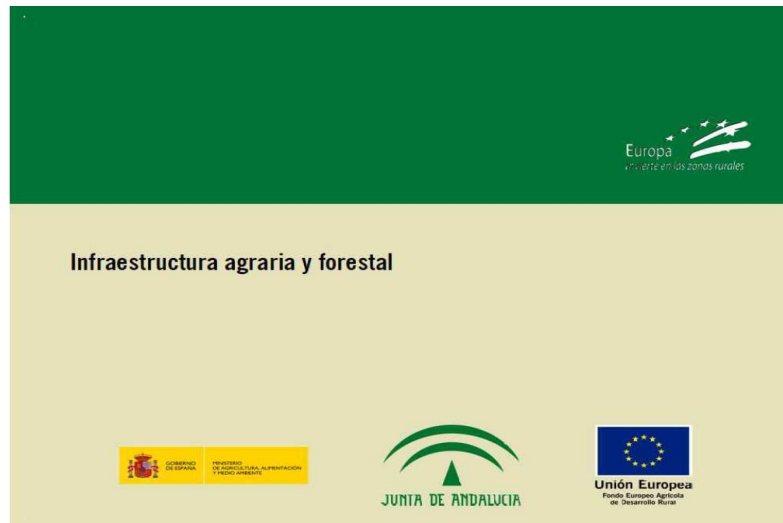 Europa
invierte en las zonas rurales
Infraestructura agraria y forestal
GOBIERNO
DE ESPAÑA
MINISTERIO
DE AGRICULTURA, ALIMENTACIÓN
Y MEDIO AMBIENTE
JUNTA DE ANDALUCIA
Unión Europea
Fondo Europeo Agrícola
de Desarrollo Rural